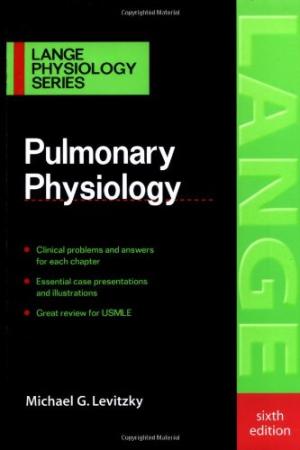 LANGE
PHYSIOLOGY
SERIES
LANGE
Pulmonary
Physiology
Clinical problems and answers
for each chapter
Essential case presentations
and illustrations
Great review for USMLE
Michael G. Levitzky
sixth
edition